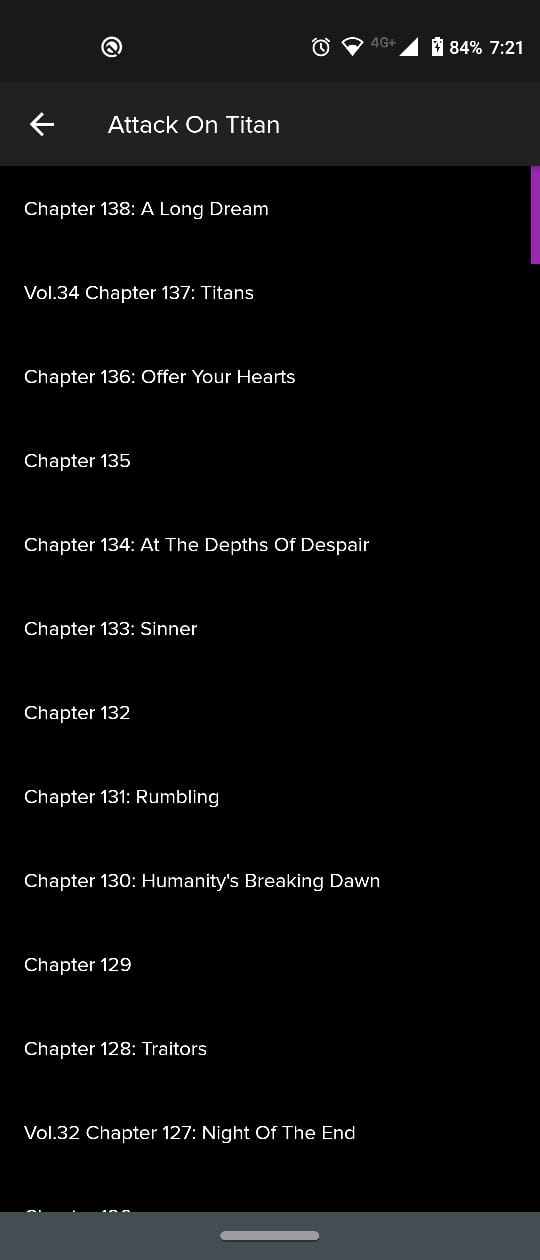 4G+ 84% 7:21
Attack On Titan
Chapter 138: A Long Dream
Vol.34 Chapter 137: Titans
Chapter 136: Offer Your Hearts
Chapter 135
Chapter 134: At The Depths Of Despair
Chapter 133: Sinner
Chapter 132
Chapter 131: Rumbling
Chapter 130: Humanity's Breaking Dawn
Chapter 129
Chapter 128: Traitors
Vol.32 Chapter 127: Night Of The End